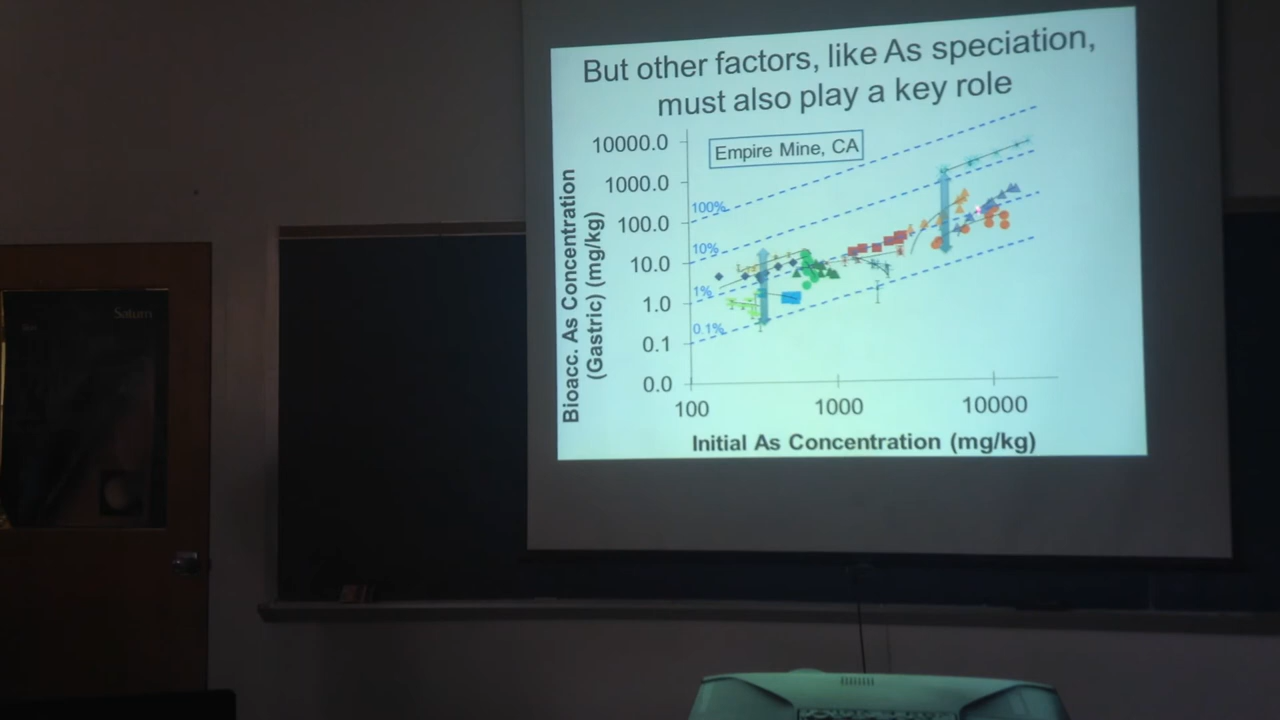 But other factors, like As speciation,
must also play a key role
Empire Mine, CA
Bioacc. As Concentration
(Gastric) (mg/kg)
10000.0
1000.0
100.0
10.0
1.0
0.1
0.0
100%
10%
1%
0.1%
100
1000
10000
Initial As Concentration (mg/kg)
Saturn